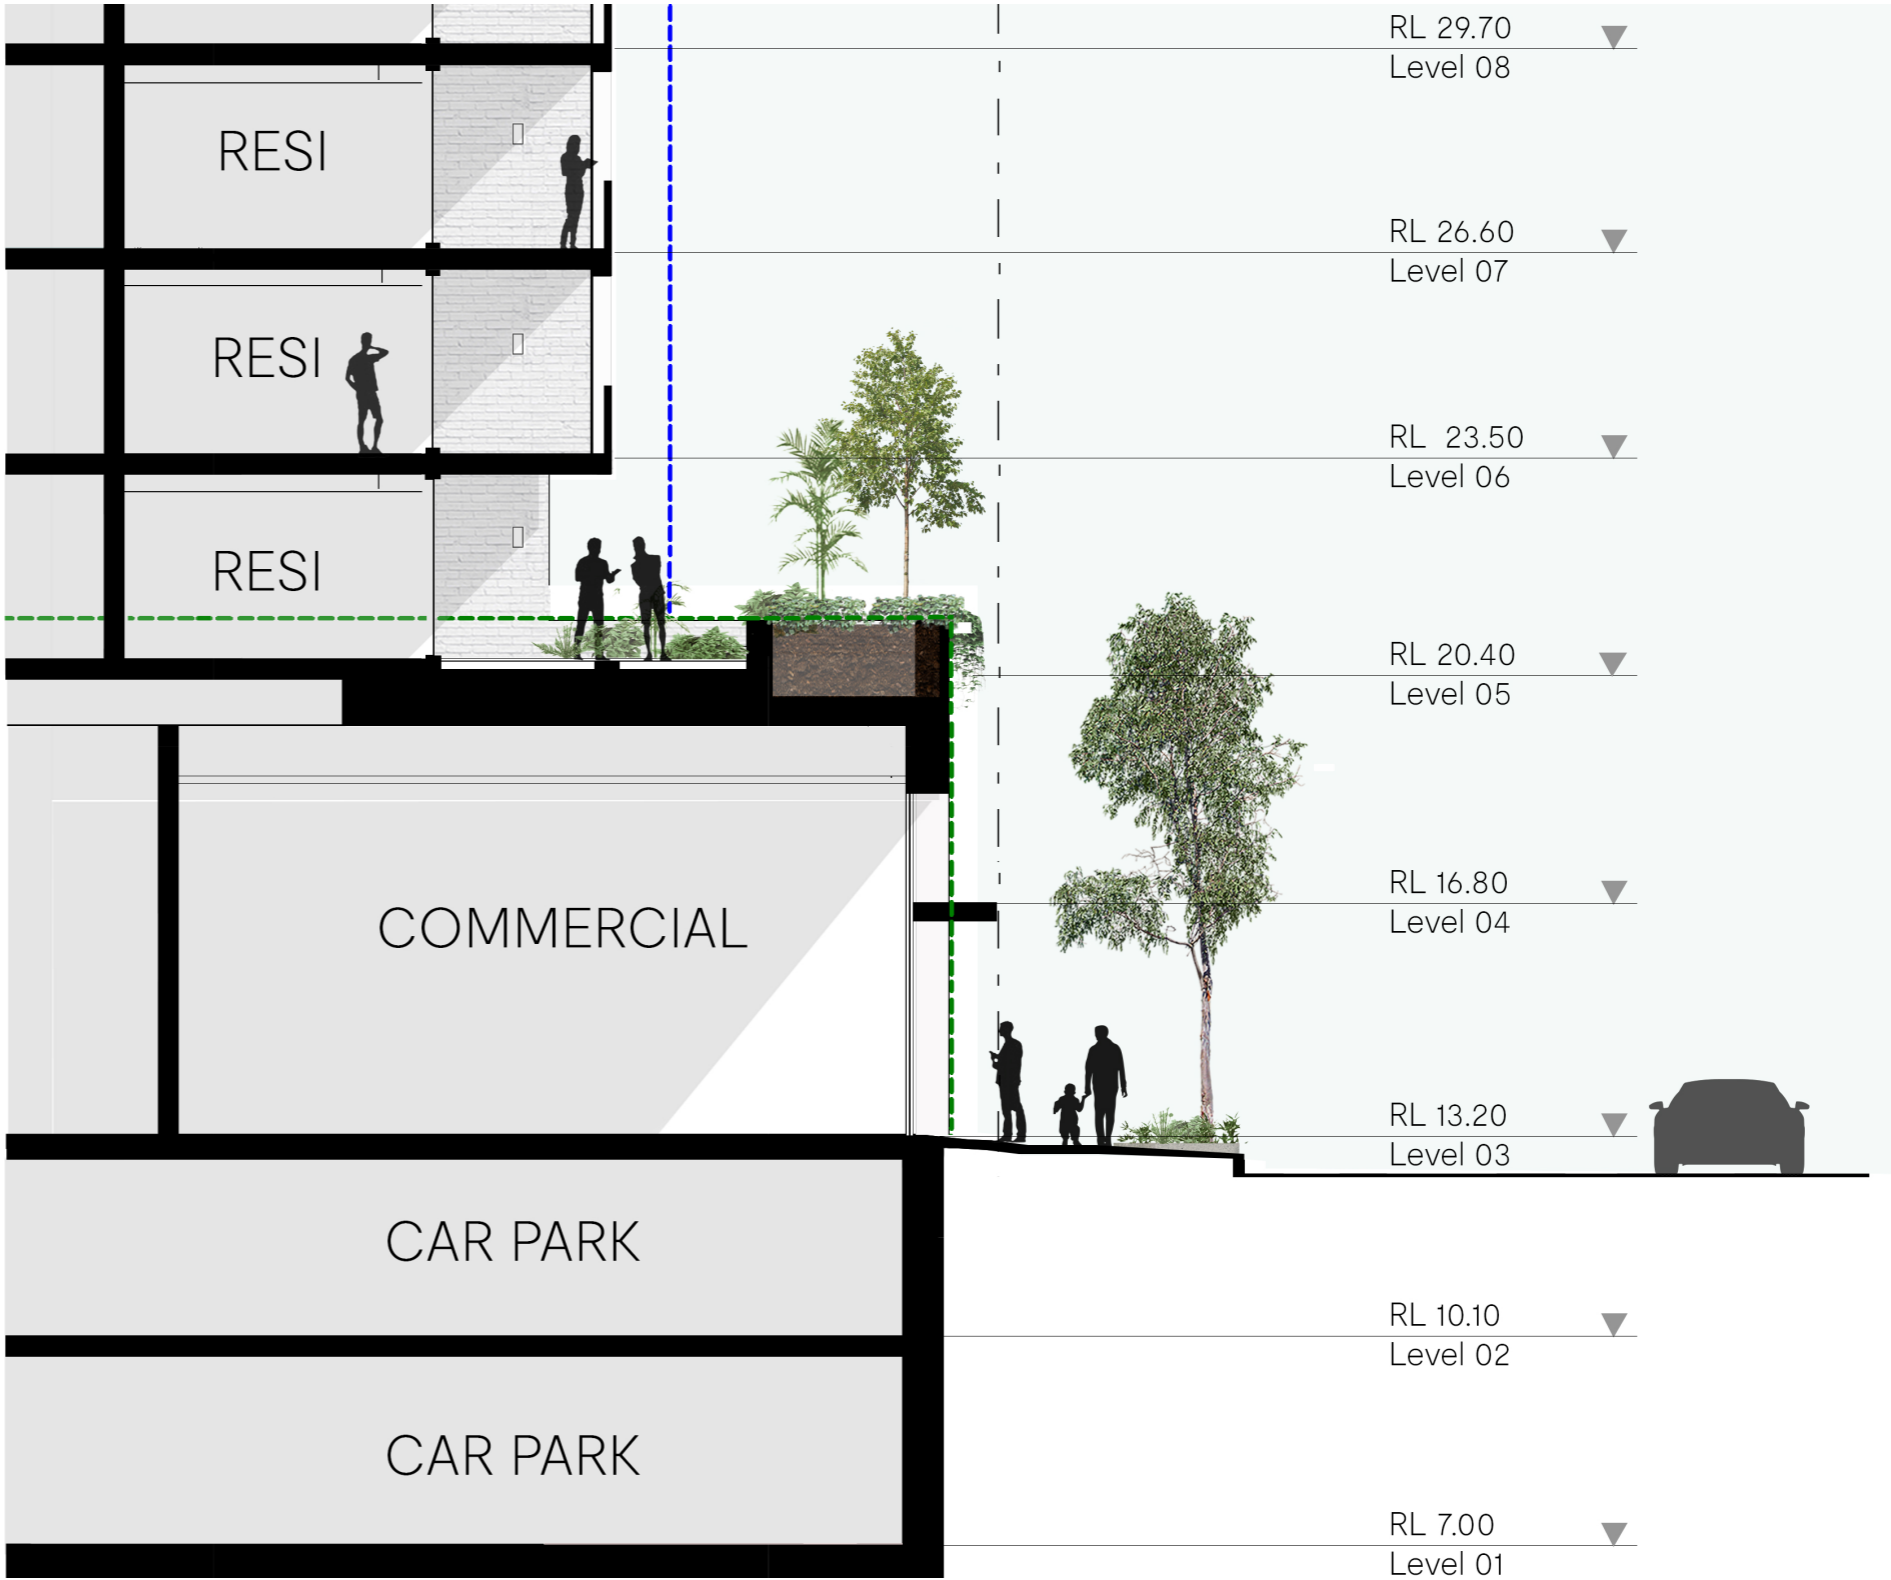 RL 29.70
Level 08
RESI
RL 26.60
Level 07
RESI
RL 23.50
Level 06
RESI
RL 20.40
Level 05
RL 16.80
Level 04
COMMERCIAL
RL 13.20
Level 03
CAR PARK
RL 10.10
Level 02
CAR PARK
RL 7.00
Level 01